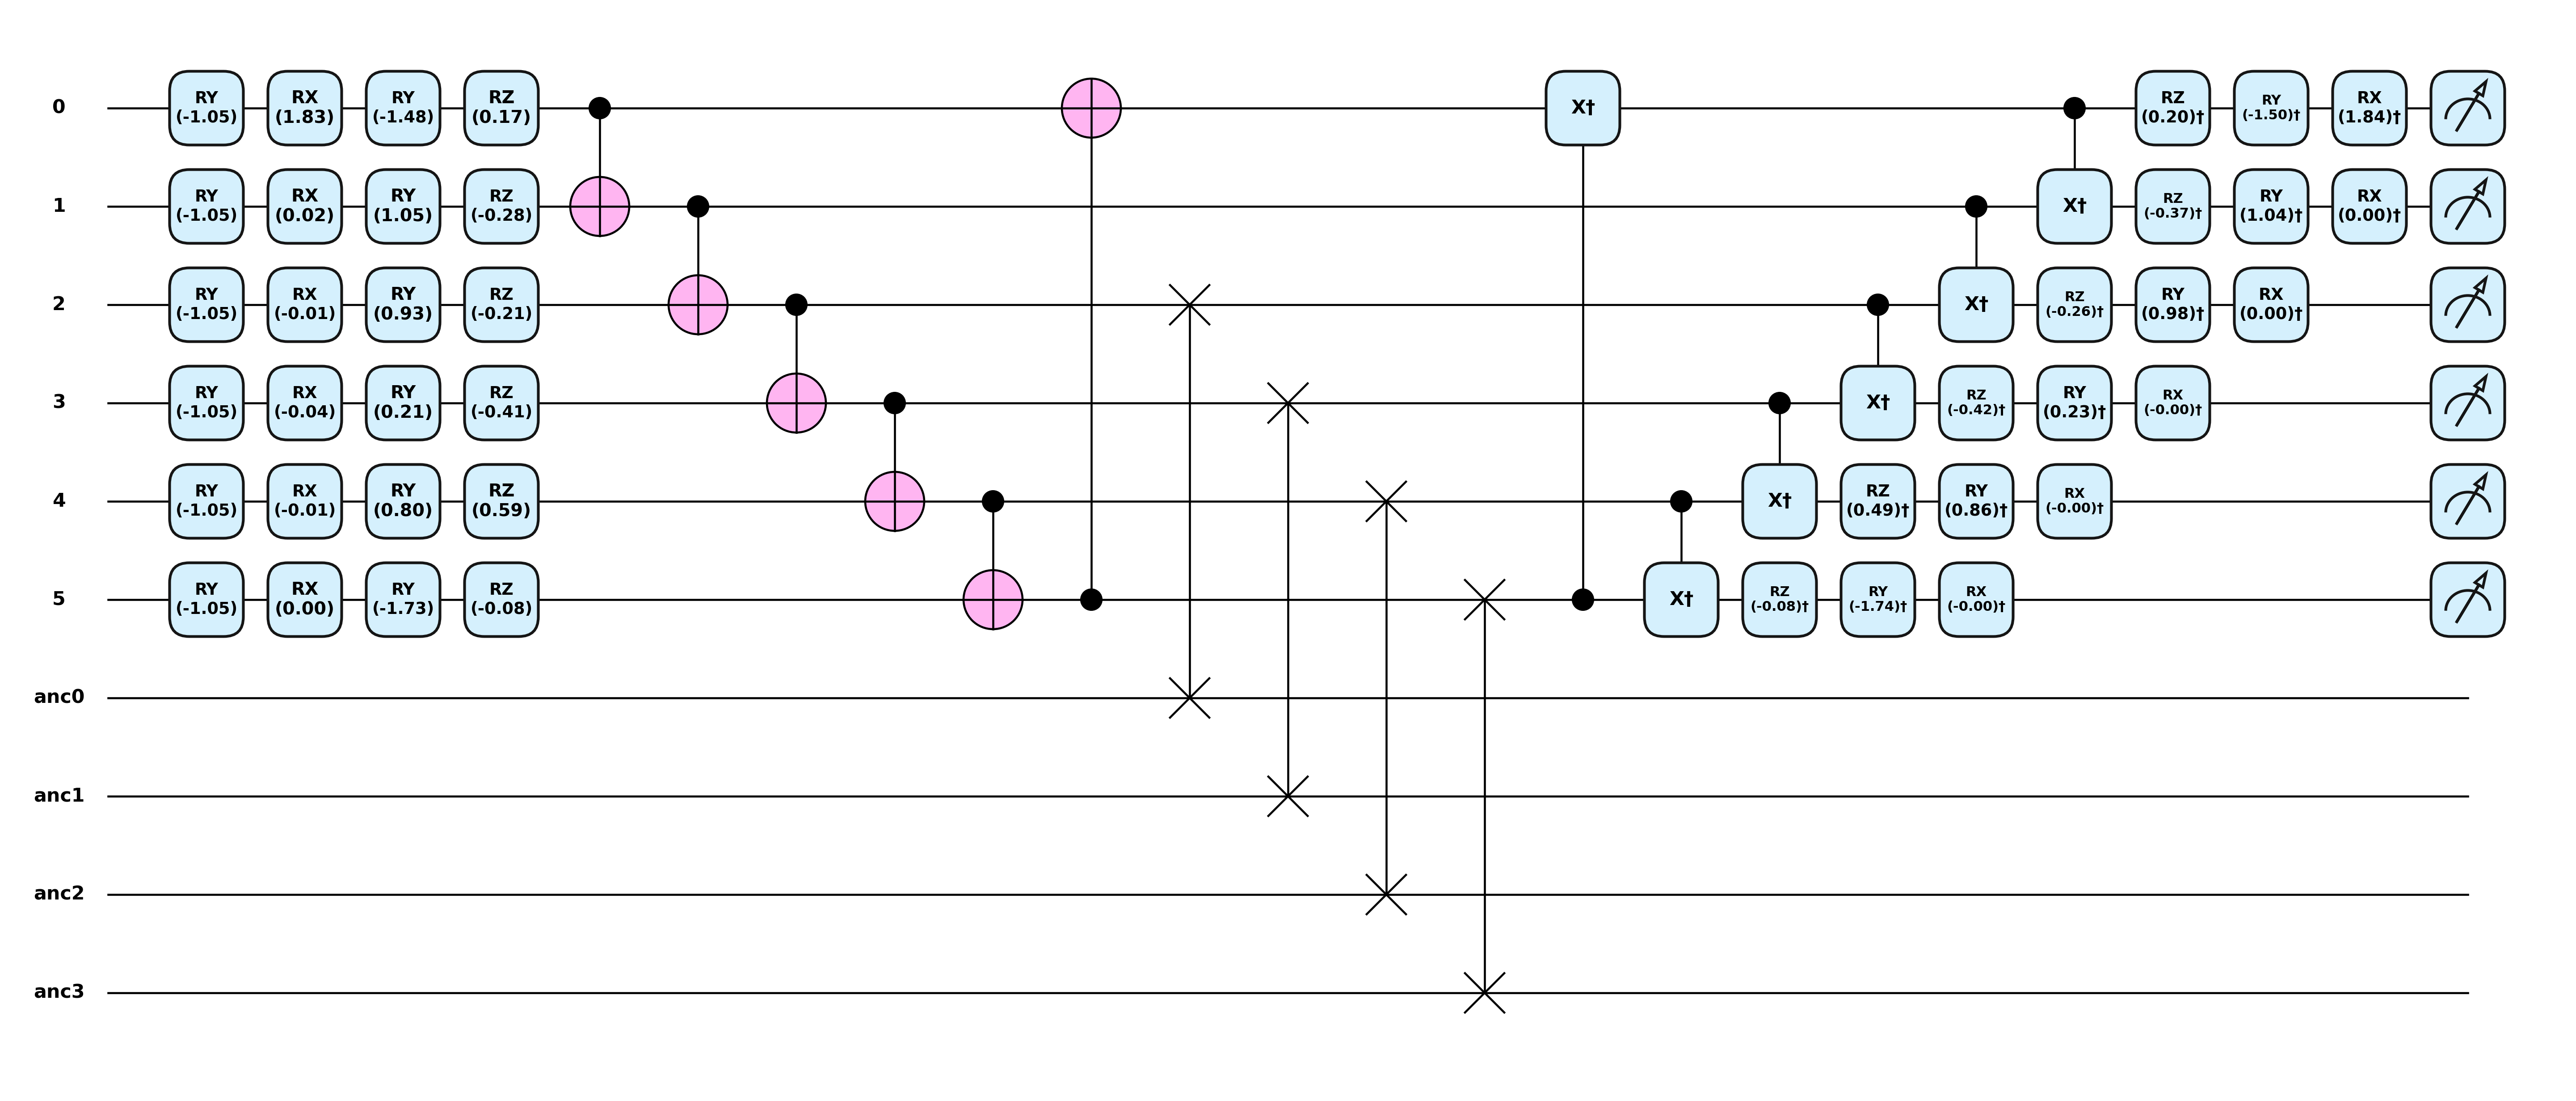 0 RY (-1.05) RX (1.83) RY (-1.48) RZ (0.17) X† RZ (0.20)† RY (-1.50)† RX (1.84)†
1 RY (-1.05) RX (0.02) RY (1.05) RZ (-0.28) X† RZ (-0.37)† RY (1.04)† RX (0.00)†
2 RY (-1.05) RX (-0.01) RY (0.93) RZ (-0.21) X† RZ (-0.26)† RY (0.98)† RX (0.00)†
3 RY (-1.05) RX (-0.04) RY (0.21) RZ (-0.41) X† RZ (-0.42)† RY (0.23)† RX (-0.00)†
4 RY (-1.05) RX (-0.01) RY (0.80) RZ (0.59) X† RZ (0.49)† RY (0.86)† RX (-0.00)†
5 RY (-1.05) RX (0.00) RY (-1.73) RZ (-0.08) X† RZ (-0.08)† RY (-1.74)† RX (-0.00)†
anc0
anc1
anc2
anc3